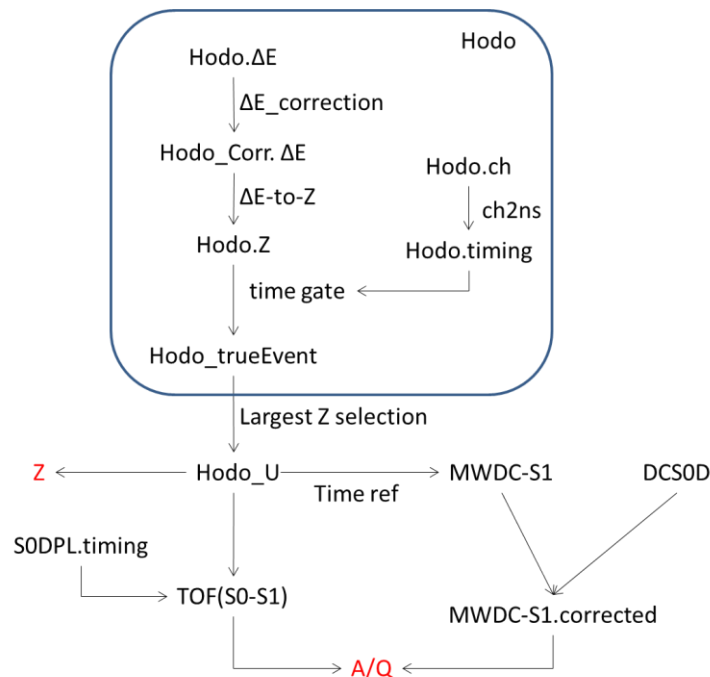 Hodo
Hodo.ΔE
ΔE_correction
Hodo_Corr. ΔE
Hodo.ch
ΔE-to-Z
ch2ns
Hodo.Z
Hodo.timing
time gate
Hodo_trueEvent
Largest Z selection
Z
Hodo_U
Time ref
MWDC-S1
DCS0D
S0DPL.timing
TOF(S0-S1)
MWDC-S1.corrected
A/Q